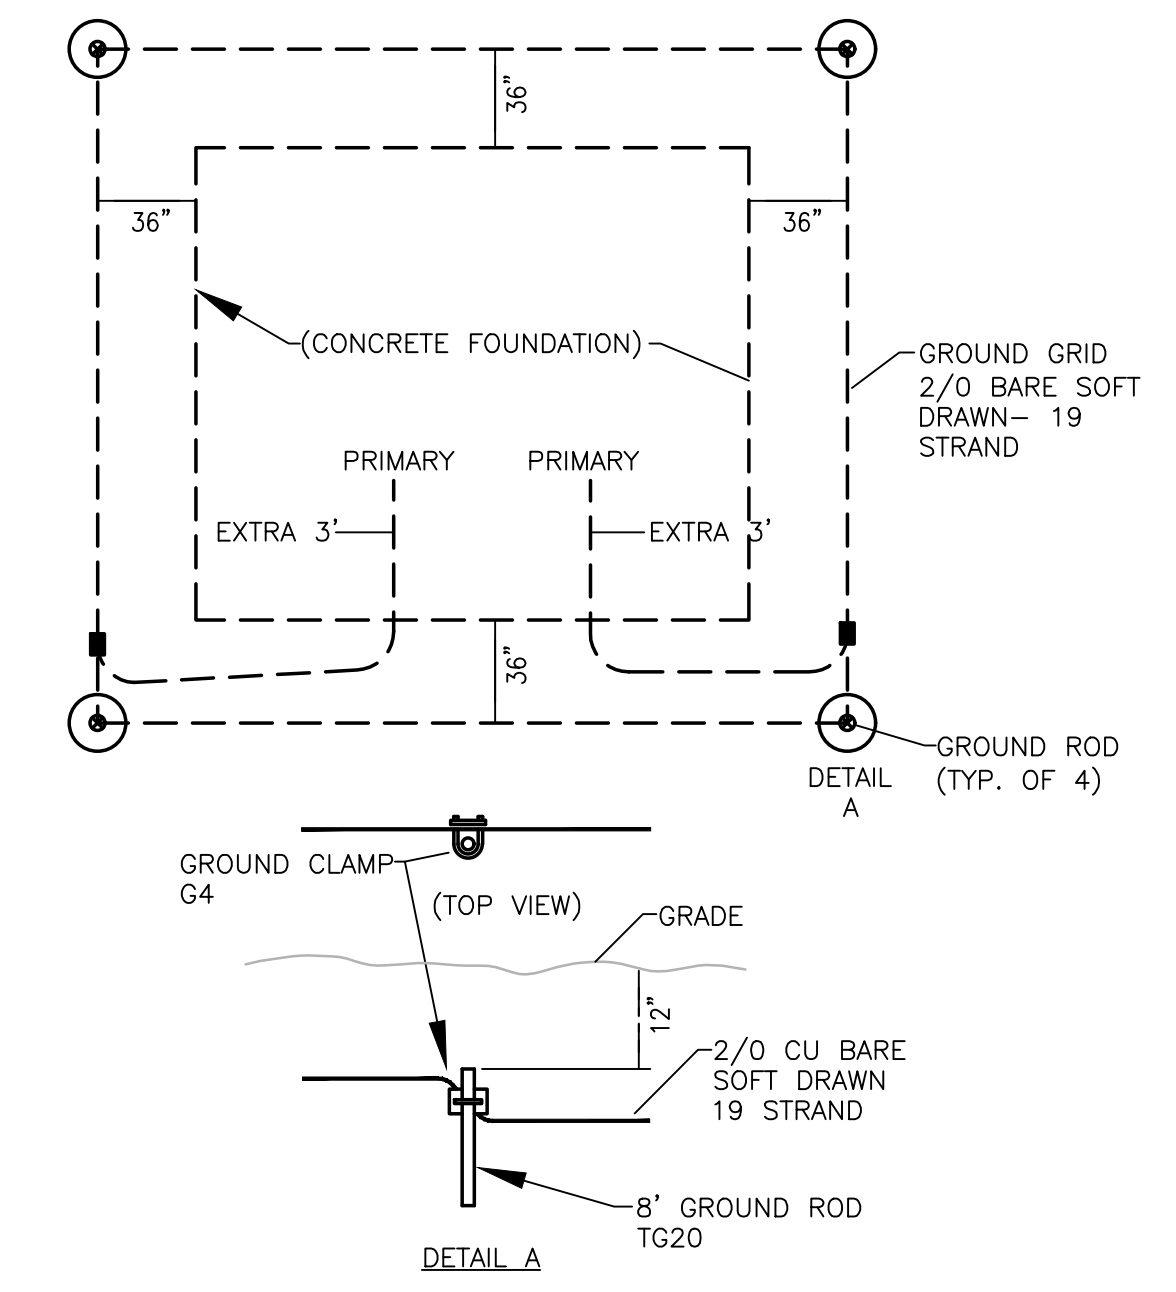 36"
36"
36"
(CONCRETE FOUNDATION)
GROUND GRID
2/0 BARE SOFT
DRAWN- 19
STRAND
PRIMARY
PRIMARY
EXTRA 3'
EXTRA 3'
36"
GROUND ROD
(TYP. OF 4)
DETAIL
A
GROUND CLAMP
G4
(TOP VIEW)
GRADE
12"
2/0 CU BARE
SOFT DRAWN
19 STRAND
8' GROUND ROD
TG20
DETAIL A